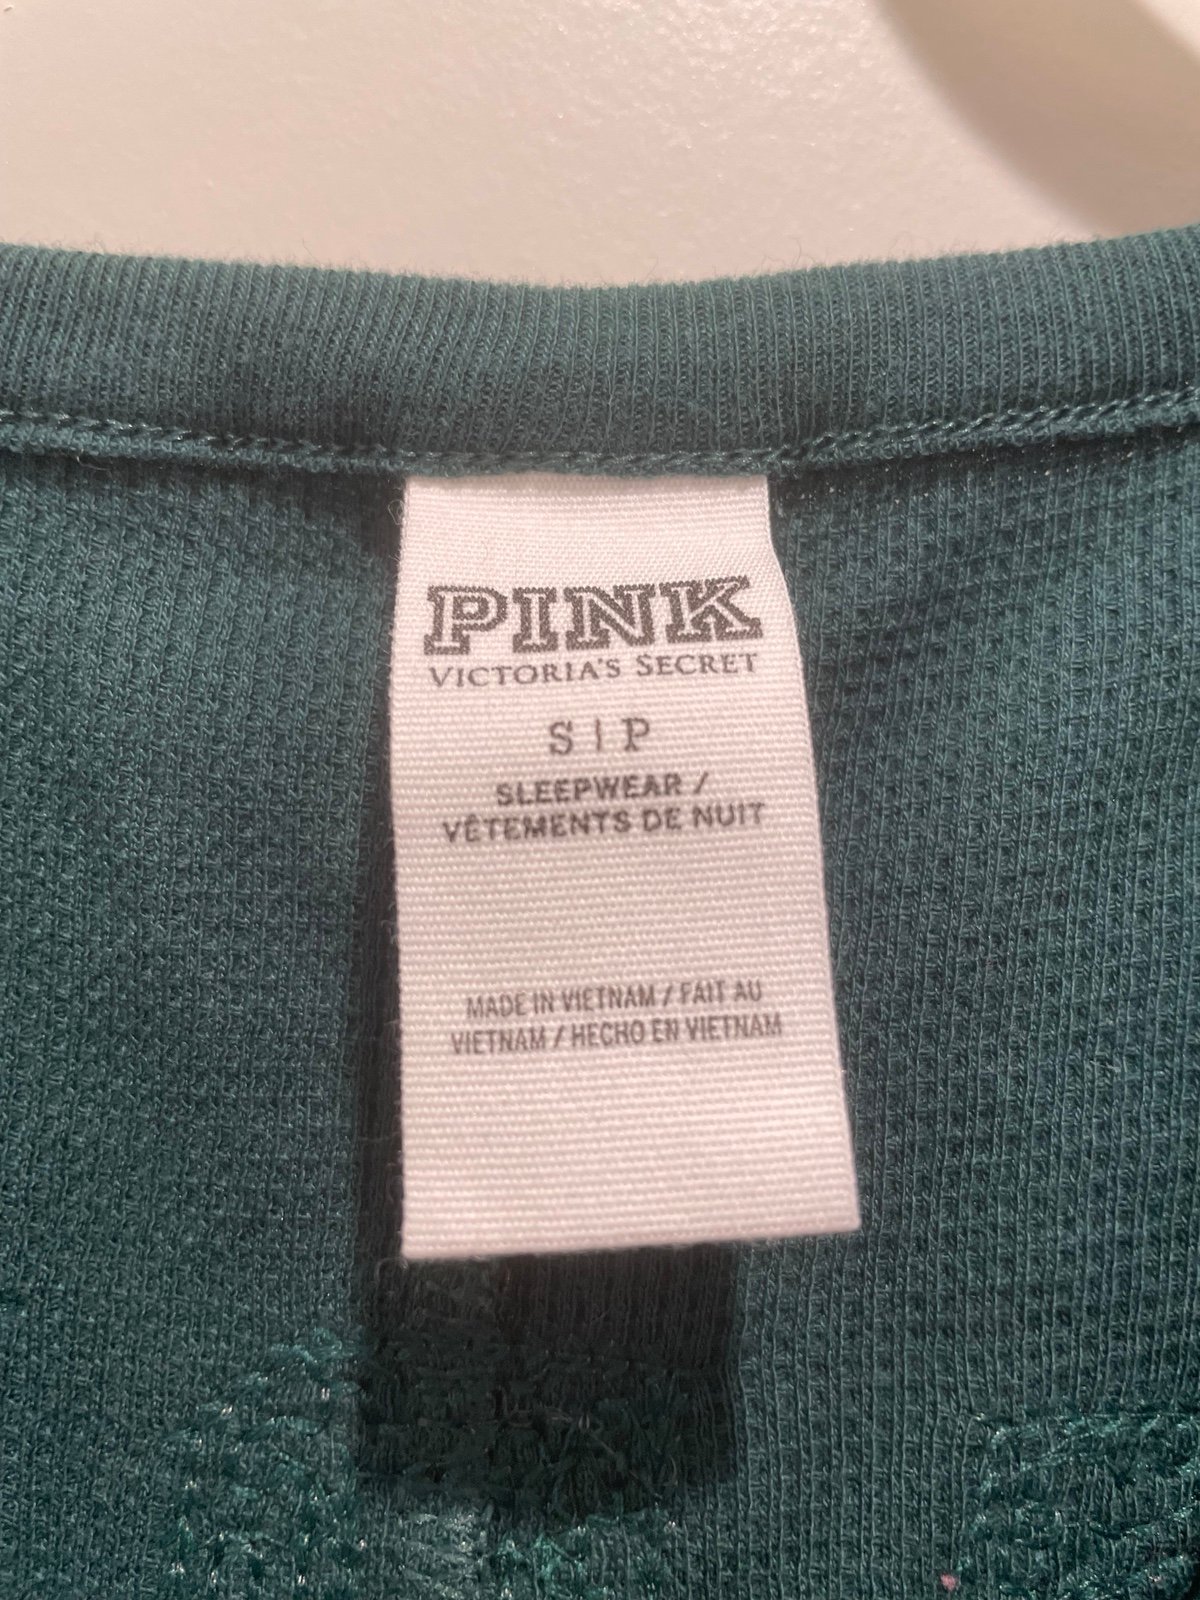 PINK
VICTORIA'S SECRET
S | P
SLEEPWEAR /
VÊTEMENTS DE NUIT
MADE IN VIETNAM / FAIT AU
VIETNAM / HECHO EN VIETNAM